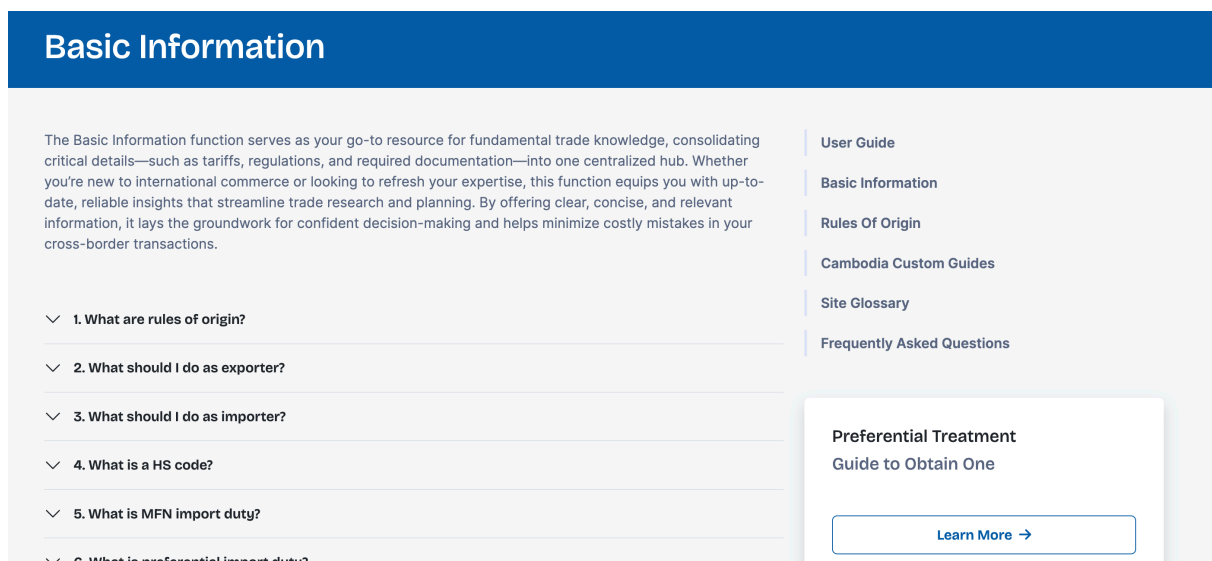 Basic Information
The Basic Information function serves as your go-to resource for fundamental trade knowledge, consolidating
critical details—such as tariffs, regulations, and required documentation—into one centralized hub. Whether
you’re new to international commerce or looking to refresh your expertise, this function equips you with up-to-
date, reliable insights that streamline trade research and planning. By offering clear, concise, and relevant
information, it lays the groundwork for confident decision-making and helps minimize costly mistakes in your
cross-border transactions.
1. What are rules of origin?
2. What should I do as exporter?
3. What should I do as importer?
4. What is a HS code?
5. What is MFN import duty?
6. What is preferential import duty?
User Guide
Basic Information
Rules Of Origin
Cambodia Custom Guides
Site Glossary
Frequently Asked Questions
Preferential Treatment
Guide to Obtain One
Learn More →